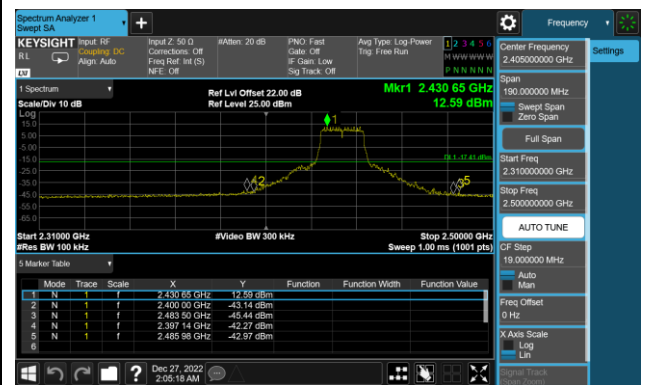 Spectrum Analyzer 1
Swept SA
+
Frequency
KEYSIGHT Input: RF
RL Coupling: DC
Align: Auto
LXI
Input Z: 50 Ω
Corrections: Off
Freq Ref: Int (S)
NFE: Off
#Atten: 20 dB
PNO: Fast
Gate: Off
IF Gain: Low
Sig Track: Off
Avg Type: Log-Power
Trig: Free Run
1 2 3 4 5 6
M W W W W W
P N N N N N
Center Frequency
2.405000000 GHz
Settings
Span
190.000000 MHz
Swept Span
Zero Span
Full Span
Start Freq
2.310000000 GHz
Stop Freq
2.500000000 GHz
AUTO TUNE
CF Step
19.000000 MHz
Auto
Man
Freq Offset
0 Hz
X Axis Scale
Log
Lin
Signal Track
(Span Zoom)
1 Spectrum
Scale/Div 10 dB
Ref Lvl Offset 22.00 dB
Ref Level 25.00 dBm
Mkr1 2.430 65 GHz
12.59 dBm
Log
15.0
5.00
-5.00
-15.0
-25.0
-35.0
-45.0
-55.0
-65.0
1
DL1 -17.41 dBm
Start 2.31000 GHz
#Res BW 100 kHz
#Video BW 300 kHz
Stop 2.50000 GHz
Sweep 1.00 ms (1001 pts)
5 Marker Table
Mode Trace Scale X Y Function Function Width Function Value
1 N 1 f 2.430 65 GHz 12.59 dBm
2 N 1 f 2.400 00 GHz -43.14 dBm
3 N 1 f 2.483 50 GHz -45.44 dBm
4 N 1 f 2.397 14 GHz -42.27 dBm
5 N 1 f 2.485 98 GHz -42.97 dBm
6
?
Dec 27, 2022
2:05:18 AM